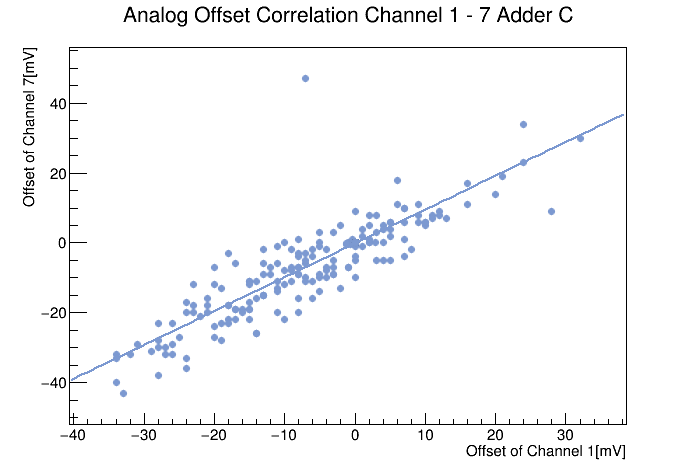 Analog Offset Correlation Channel 1 - 7 Adder C
Offset of Channel 7[mV]
40
20
0
−20
−40
−40 −30 −20 −10 0 10 20 30
Offset of Channel 1[mV]